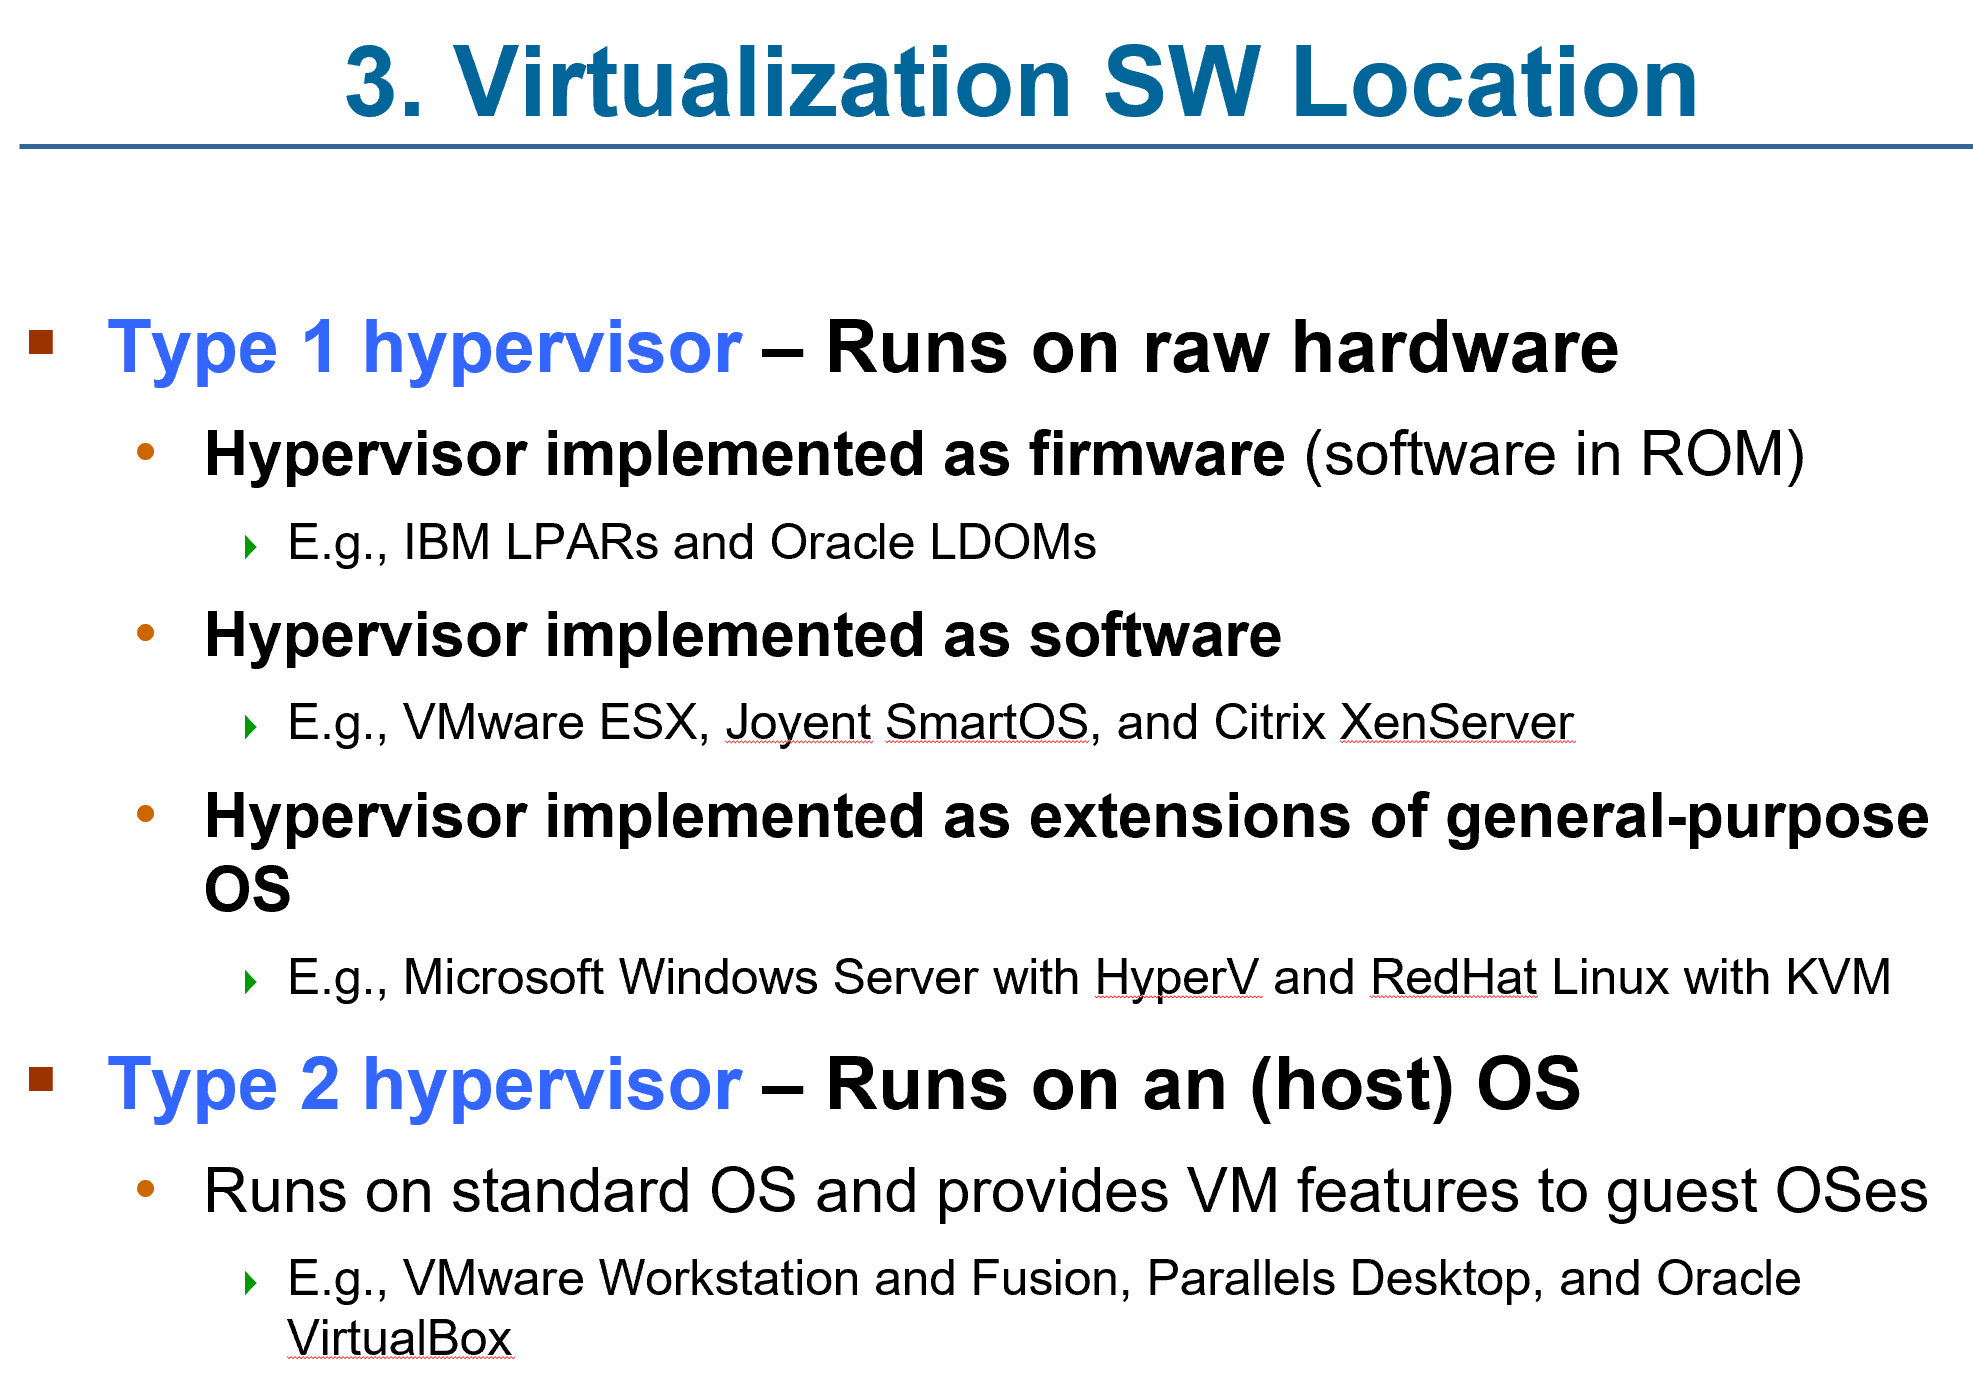 3. Virtualization SW Location
Type 1 hypervisor – Runs on raw hardware
Hypervisor implemented as firmware (software in ROM)
E.g., IBM LPARs and Oracle LDOMs
Hypervisor implemented as software
E.g., VMware ESX, Joyent SmartOS, and Citrix XenServer
Hypervisor implemented as extensions of general-purpose
OS
E.g., Microsoft Windows Server with HyperV and RedHat Linux with KVM
Type 2 hypervisor – Runs on an (host) OS
Runs on standard OS and provides VM features to guest OSes
E.g., VMware Workstation and Fusion, Parallels Desktop, and Oracle
VirtualBox